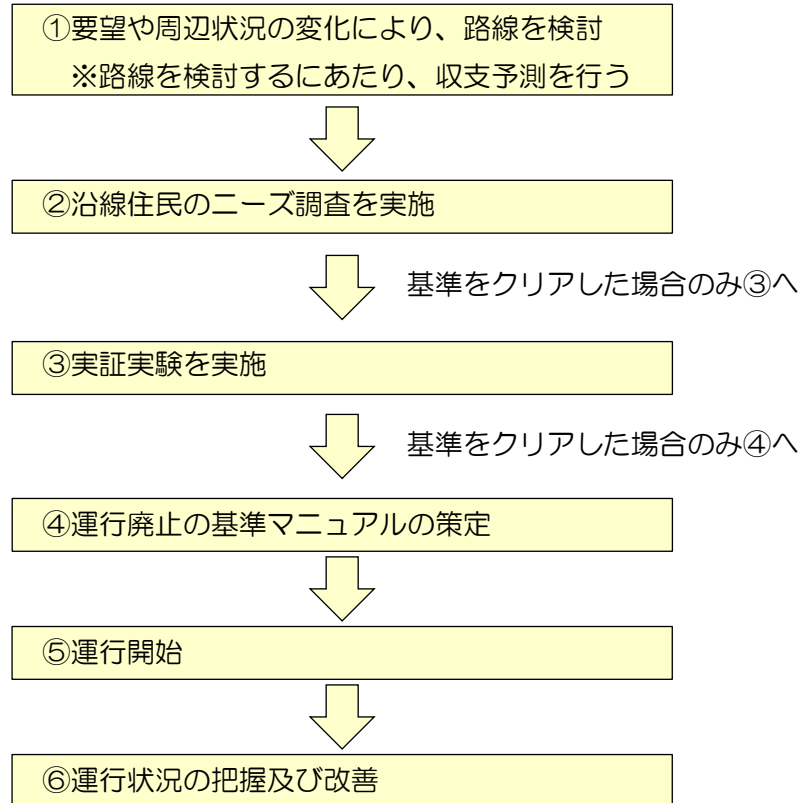 ①要望や周辺状況の変化により、路線を検討
※路線を検討するにあたり、収支予測を行う
②沿線住民のニーズ調査を実施
基準をクリアした場合のみ③へ
③実証実験を実施
基準をクリアした場合のみ④へ
④運行廃止の基準マニュアルの策定
⑤運行開始
⑥運行状況の把握及び改善